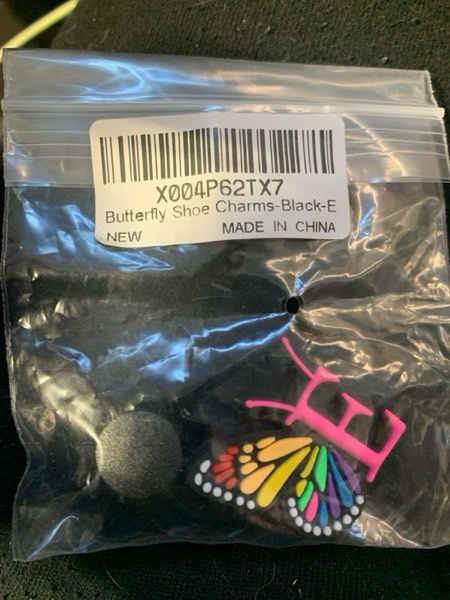 X004P62TX7
Butterfly Shoe Charms-Black-E
NEW MADE IN CHINA
E